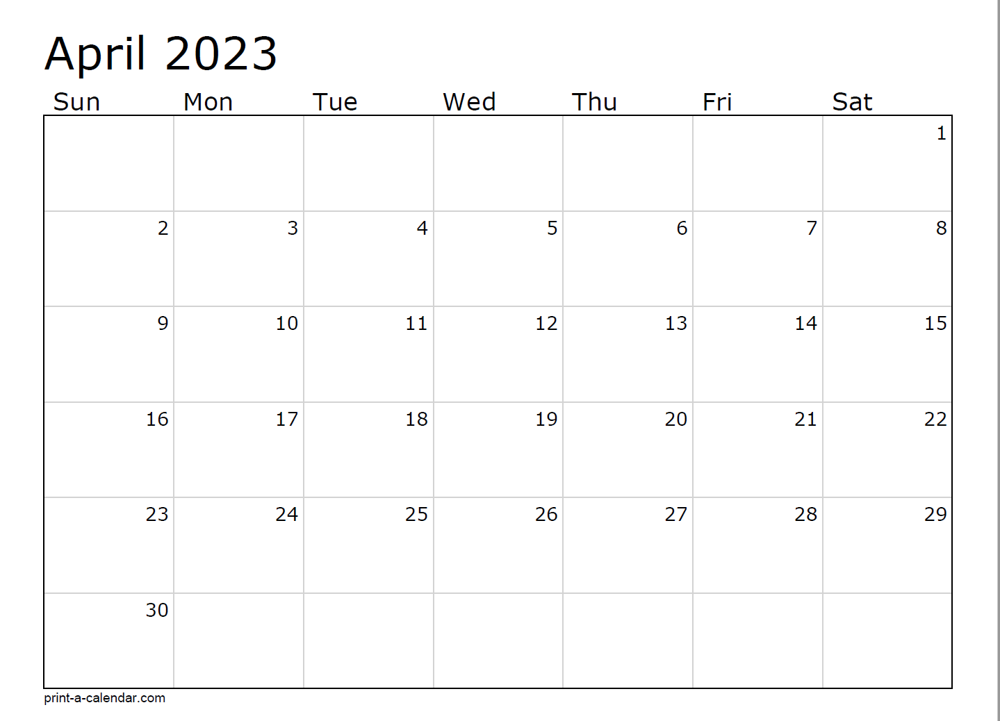 April 2023
Sun Mon Tue Wed Thu Fri Sat
1
2 3 4 5 6 7 8
9 10 11 12 13 14 15
16 17 18 19 20 21 22
23 24 25 26 27 28 29
30
print-a-calendar.com